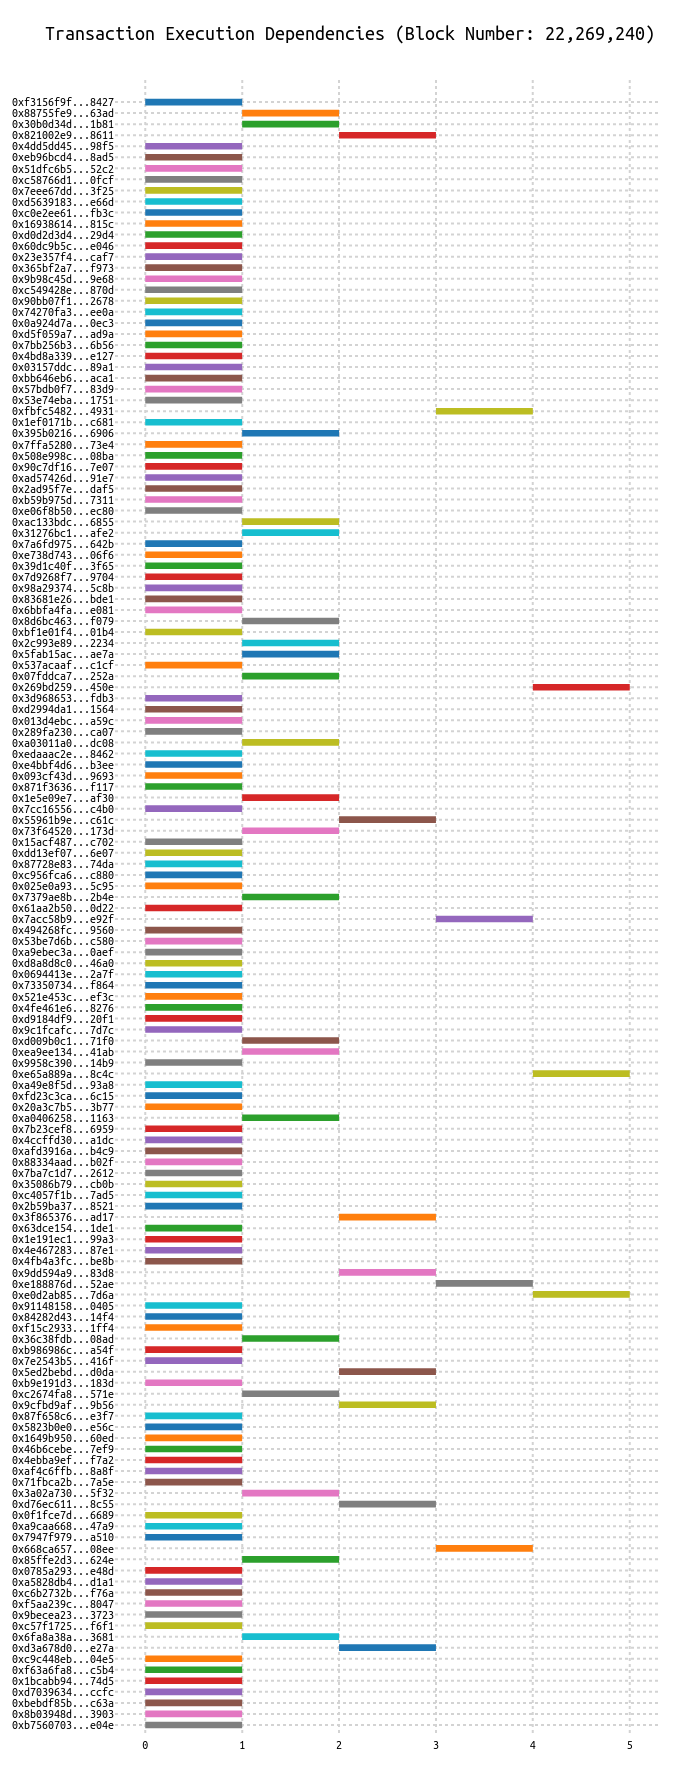 Transaction Execution Dependencies (Block Number: 22,269,240)
0xf3156f9f...8427
0x88755fe9...63ad
0x30b0d34d...1b81
0x821002e9...8611
0x4dd5dd45...98f5
0xeb96bcd4...8ad5
0x51dfc6b5...52c2
0xc58766d1...0fcf
0x7eee67dd...3f25
0xd5639183...e66d
0xc0e2ee61...fb3c
0x16938614...815c
0xd0d2d3d4...29d4
0x60dc9b5c...e046
0x23e357f4...caf7
0x365bf2a7...f973
0x9b98c45d...9e68
0xc549428e...870d
0x90bb07f1...2678
0x74270fa3...ee0a
0x0a924d7a...0ec3
0xd5f059a7...ad9a
0x7bb256b3...6b56
0x4bd8a339...e127
0x03157ddc...89a1
0xbb646eb6...aca1
0x57bdb0f7...83d9
0x53e74eba...1751
0xfbfc5482...4931
0x1ef0171b...c681
0x395b0216...6906
0x7ffa5280...73e4
0x508e998c...08ba
0x90c7df16...7e07
0xad57426d...91e7
0x2ad95f7e...daf5
0xb59b975d...7311
0xe06f8b50...ec80
0xac133bdc...6855
0x31276bc1...afe2
0x7a6fd975...642b
0xe738d743...06f6
0x39d1c40f...3f65
0x7d9268f7...9704
0x98a29374...5c8b
0x83681e26...bde1
0x6bbfa4fa...e081
0x8d6bc463...f079
0xbf1e01f4...01b4
0x2c993e89...2234
0x5fab15ac...ae7a
0x537acaaf...c1cf
0x07fddca7...252a
0x269bd259...450e
0x3d968653...fdb3
0xd2994da1...1564
0x013d4ebc...a59c
0x289fa230...ca07
0xa03011a0...dc08
0xedaaac2e...8462
0xe4bbf4d6...b3ee
0x093cf43d...9693
0x871f3636...f117
0x1e5e09e7...af30
0x7cc16556...c4b0
0x55961b9e...c61c
0x73f64520...173d
0x15acf487...c702
0xdd13ef07...6e07
0x87728e83...74da
0xc956fca6...c880
0x025e0a93...5c95
0x7379ae8b...2b4e
0x61aa2b50...0d22
0x7acc58b9...e92f
0x494268fc...9560
0x53be7d6b...c580
0xa9ebec3a...0aef
0xd8a8d8c0...46a0
0x0694413e...2a7f
0x73350734...f864
0x521e453c...ef3c
0x4fe461e6...8276
0xd9184df9...20f1
0x9c1fcafc...7d7c
0xd009b0c1...71f0
0xea9ee134...41ab
0x9958c390...14b9
0xe65a889a...8c4c
0xa49e8f5d...93a8
0xfd23c3ca...6c15
0x20a3c7b5...3b77
0xa0406258...1163
0x7b23cef8...6959
0x4ccffd30...a1dc
0xafd3916a...b4c9
0x88334aad...b02f
0x7ba7c1d7...2612
0x35086b79...cb0b
0xc4057f1b...7ad5
0x2b59ba37...8521
0x3f865376...ad17
0x63dce154...1de1
0x1e191ec1...99a3
0x4e467283...87e1
0x4fb4a3fc...be8b
0x9dd594a9...83d8
0xe188876d...52ae
0xe0d2ab85...7d6a
0x91148158...0405
0x84282d43...14f4
0xf15c2933...1ff4
0x36c38fdb...08ad
0xb986986c...a54f
0x7e2543b5...416f
0x5ed2bebd...d0da
0xb9e191d3...183d
0xc2674fa8...571e
0x9cfbd9af...9b56
0x87f658c6...e3f7
0x5823b0e0...e56c
0x1649b950...60ed
0x46b6cebe...7ef9
0x4ebba9ef...f7a2
0xaf4c6ffb...8a8f
0x71fbca2b...7a5e
0x3a02a730...5f32
0xd76ec611...8c55
0x0f1fce7d...6689
0xa9caa668...47a9
0x7947f979...a510
0x668ca657...08ee
0x85ffe2d3...624e
0x0785a293...e48d
0xa5828db4...d1a1
0xc6b2732b...f76a
0xf5aa239c...8047
0x9becea23...3723
0xc57f1725...f6f1
0x6fa8a38a...3681
0xd3a678d0...e27a
0xc9c448eb...04e5
0xf63a6fa8...c5b4
0x1bcabb94...74d5
0xd7039634...ccfc
0xbebdf85b...c63a
0x8b03948d...3903
0xb7560703...e04e
0 1 2 3 4 5